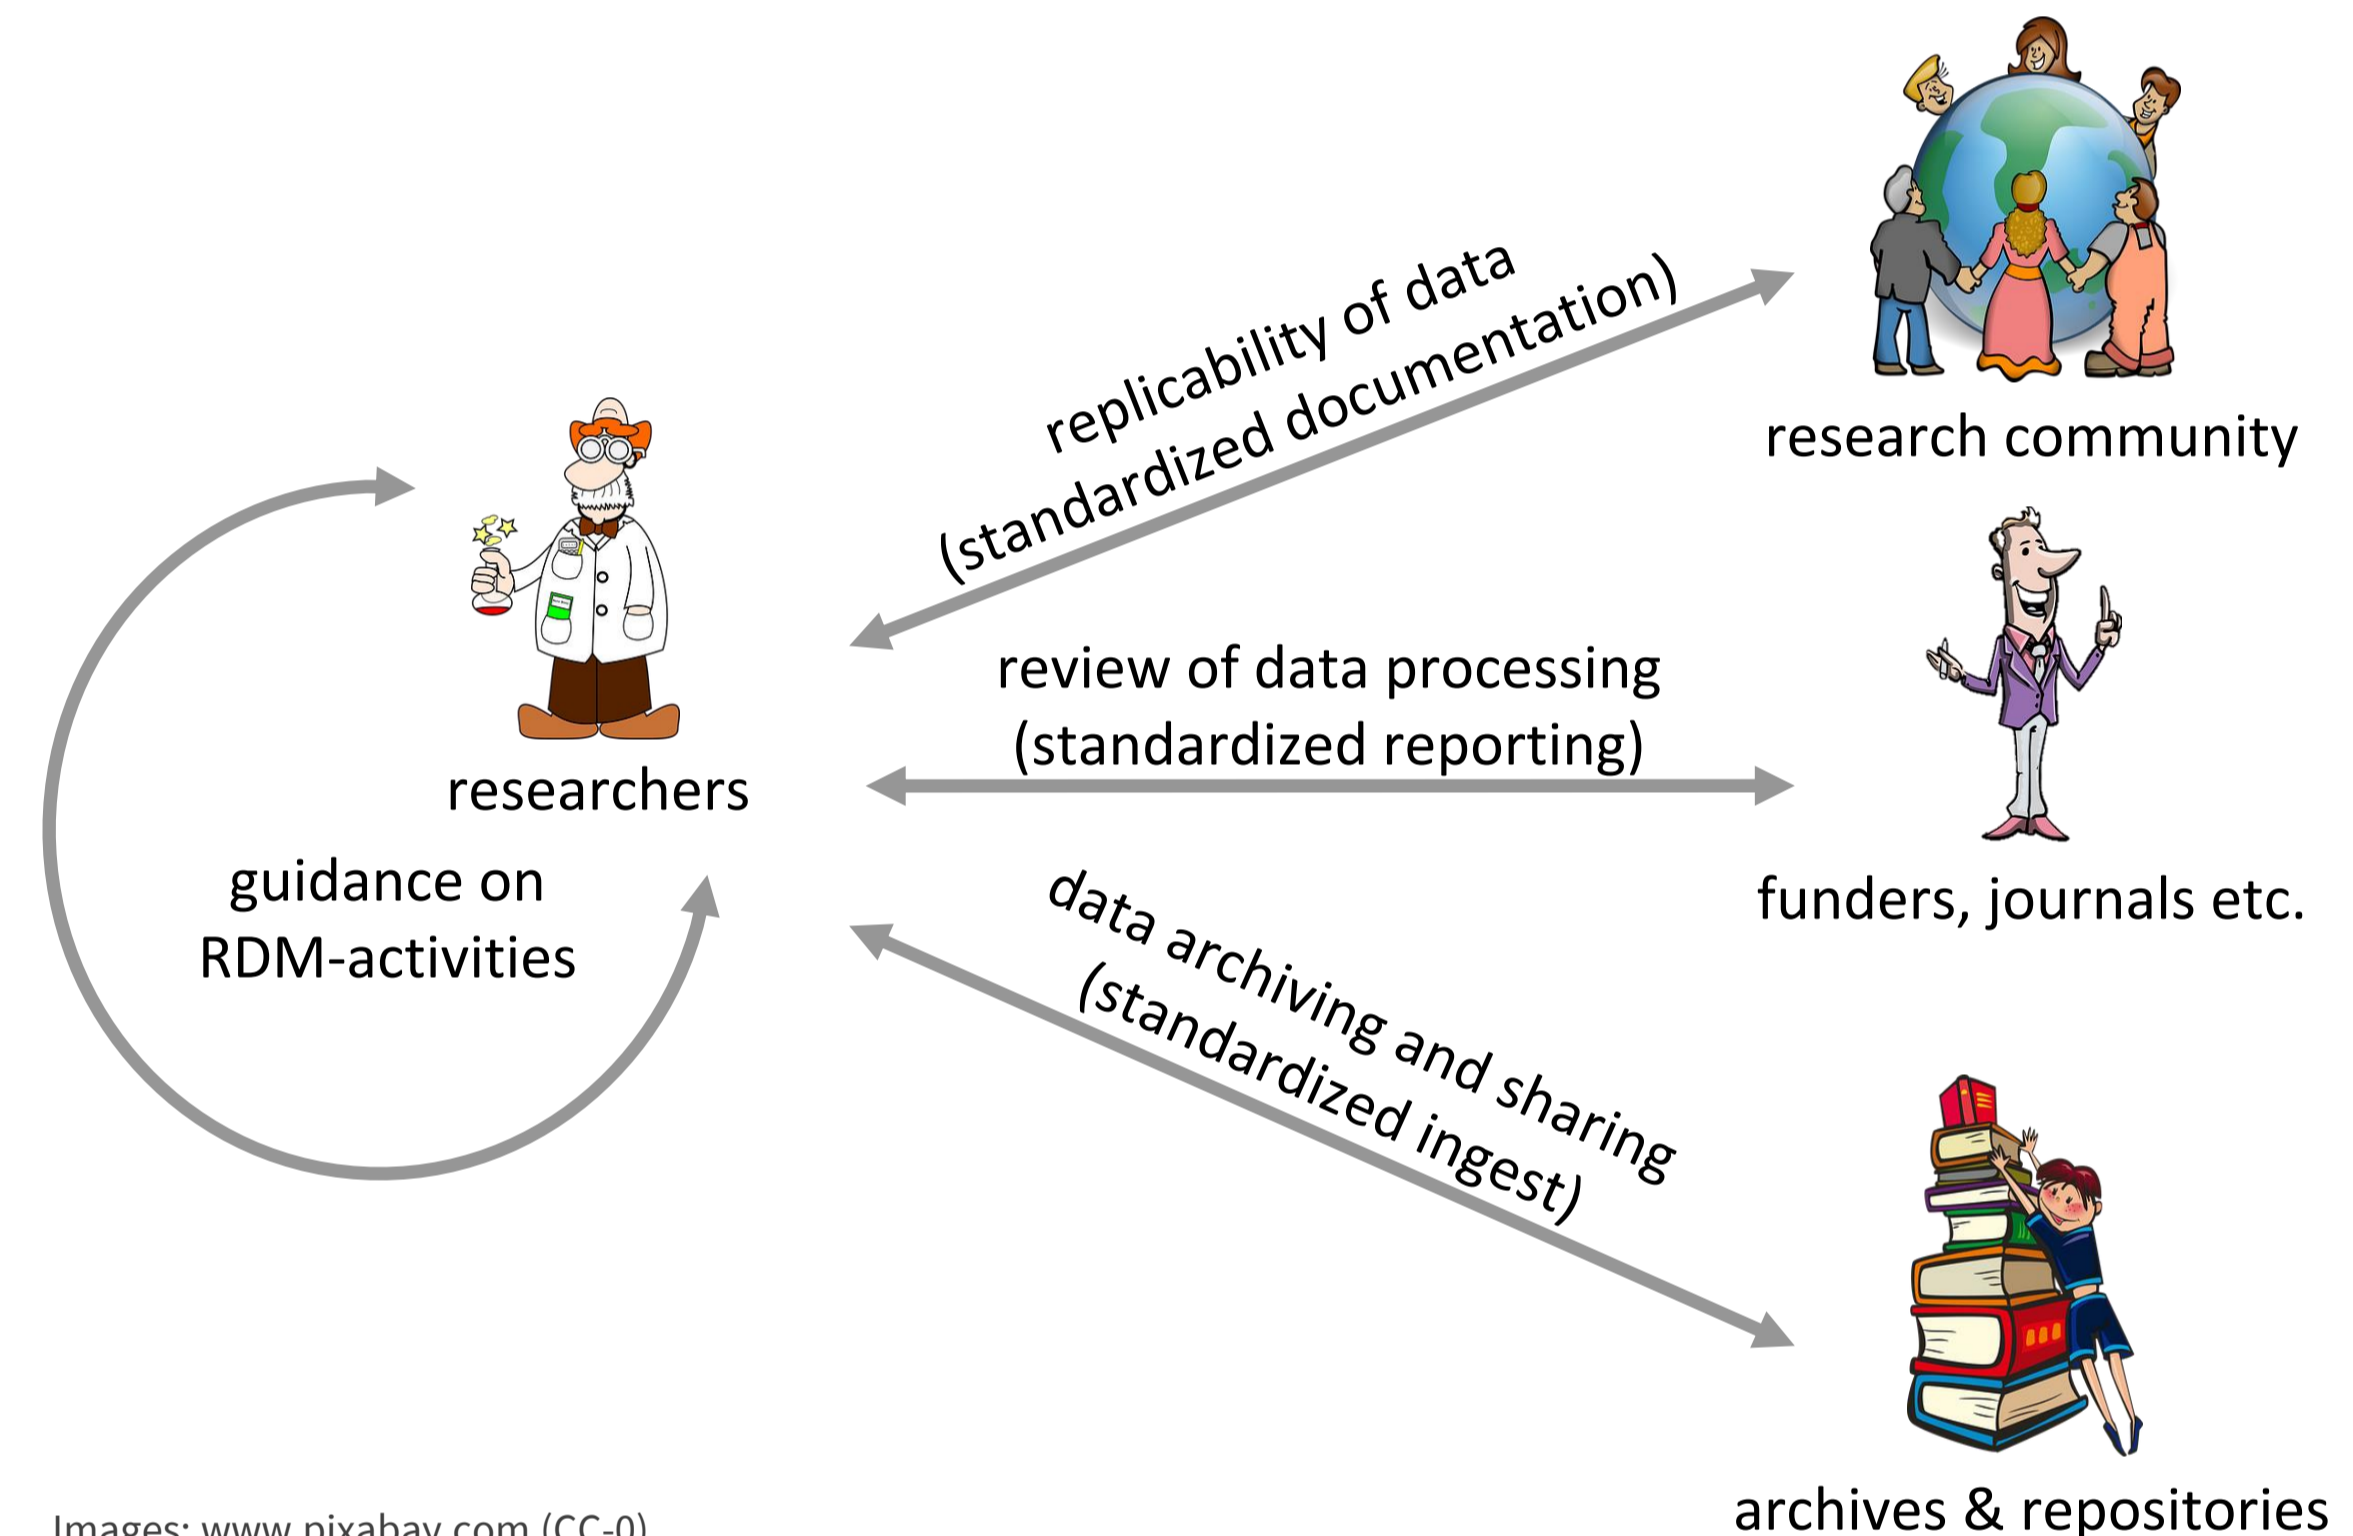 replicability of data
(standardized documentation)
research community
review of data processing
(standardized reporting)
researchers
funders, journals etc.
guidance on
RDM-activities
data archiving and sharing
(standardized ingest)
archives & repositories
Images: www.pixabay.com (CC-0)